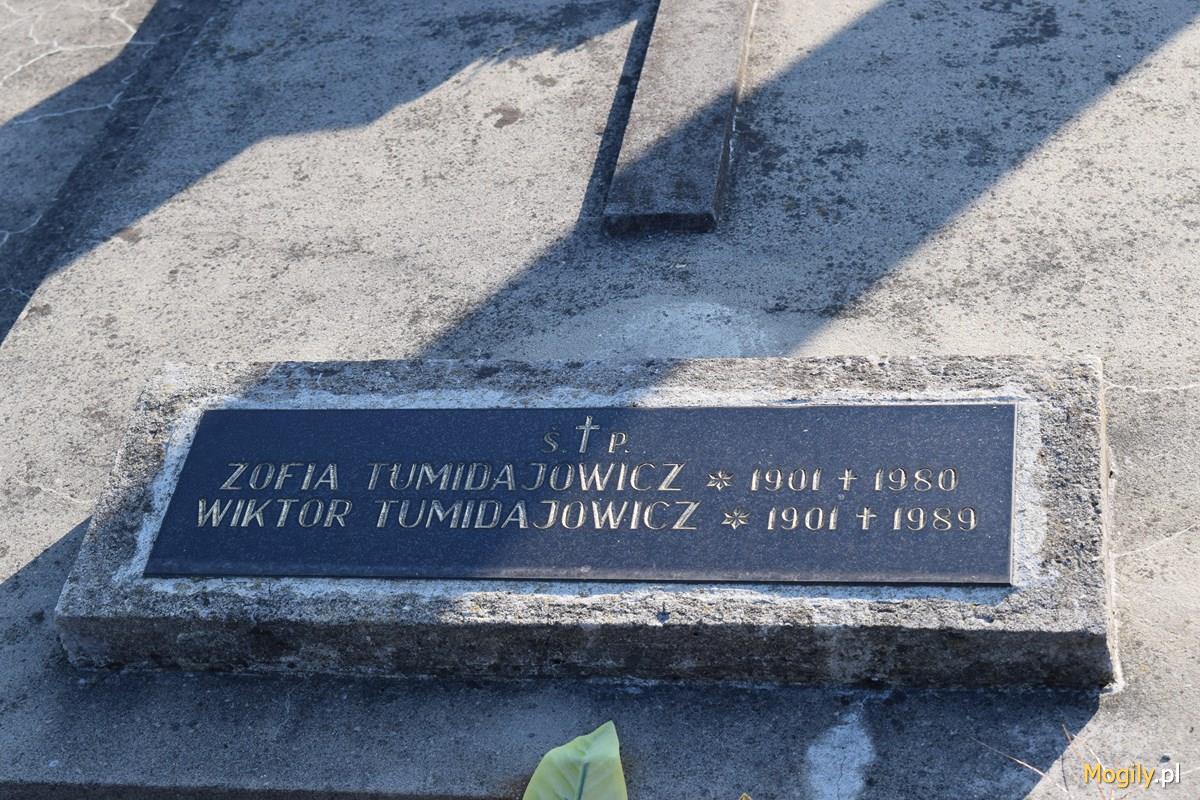 Ś. † P.
ZOFIA TUMIDAJOWICZ ✲ 1901 † 1980
WIKTOR TUMIDAJOWICZ ✲ 1901 † 1989
Mogily.pl